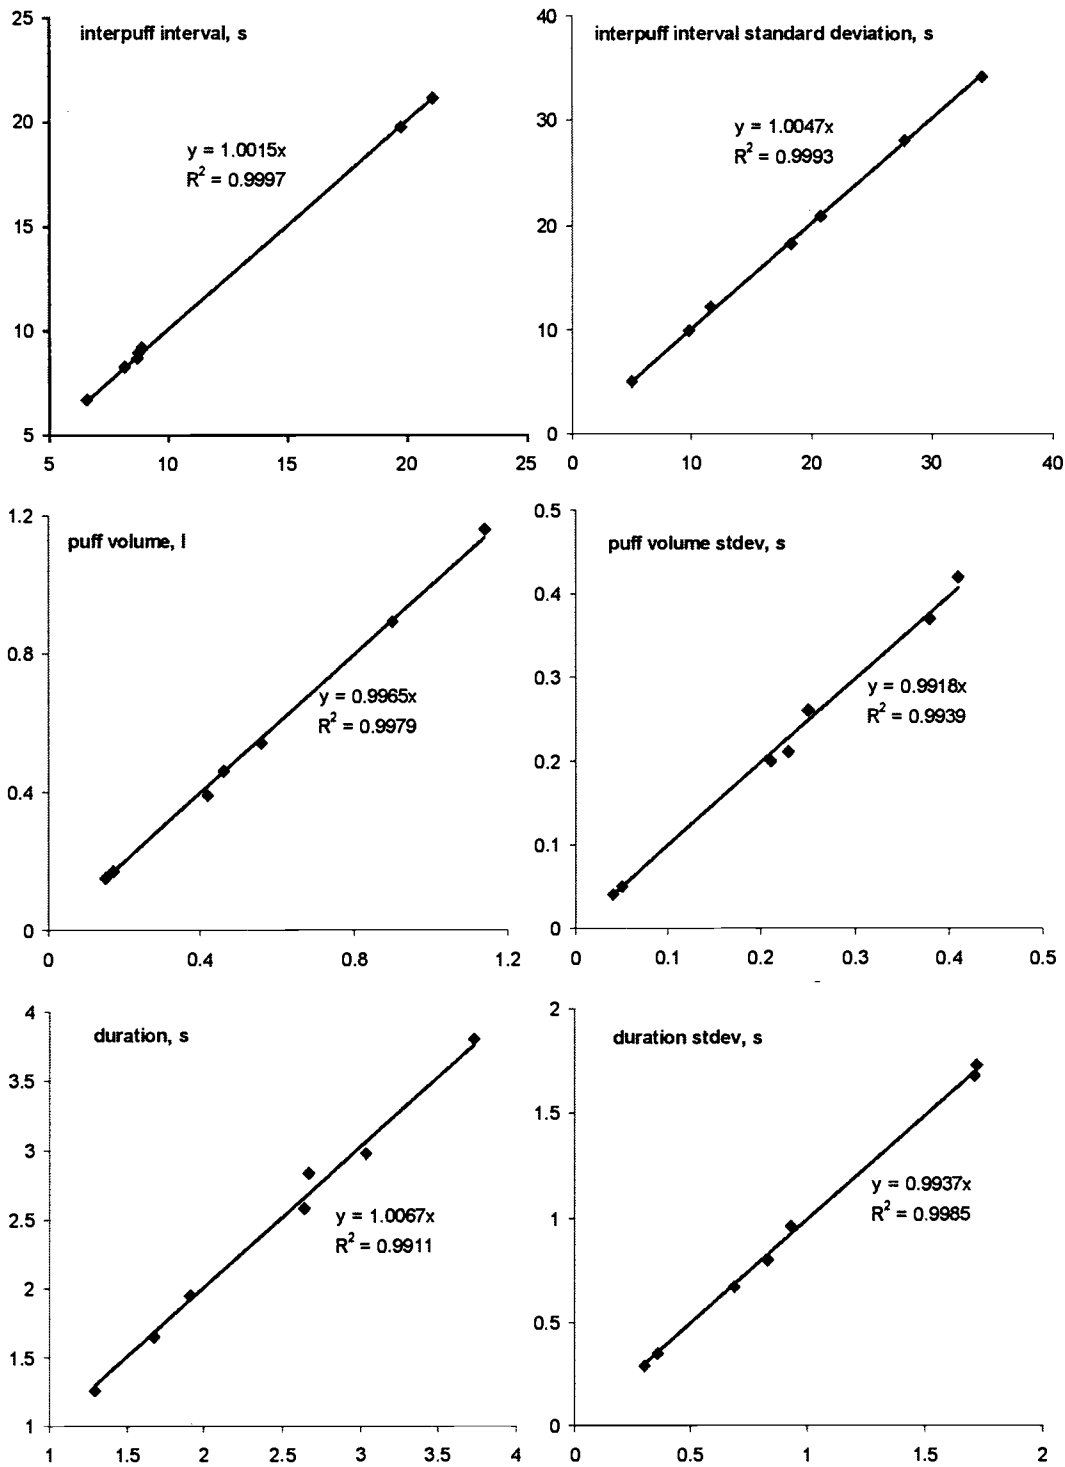 interpuff interval, s
25
20
15
10
5
y = 1.0015x
R² = 0.9997
5 10 15 20 25
interpuff interval standard deviation, s
40
30
20
10
0
y = 1.0047x
R² = 0.9993
0 10 20 30 40
puff volume, l
1.2
0.8
0.4
0
y = 0.9965x
R² = 0.9979
0 0.4 0.8 1.2
puff volume stdev, s
0.5
0.4
0.3
0.2
0.1
0
y = 0.9918x
R² = 0.9939
0 0.1 0.2 0.3 0.4 0.5
duration, s
4
3.5
3
2.5
2
1.5
1
y = 1.0067x
R² = 0.9911
1 1.5 2 2.5 3 3.5 4
duration stdev, s
2
1.5
1
0.5
0
y = 0.9937x
R² = 0.9985
0 0.5 1 1.5 2